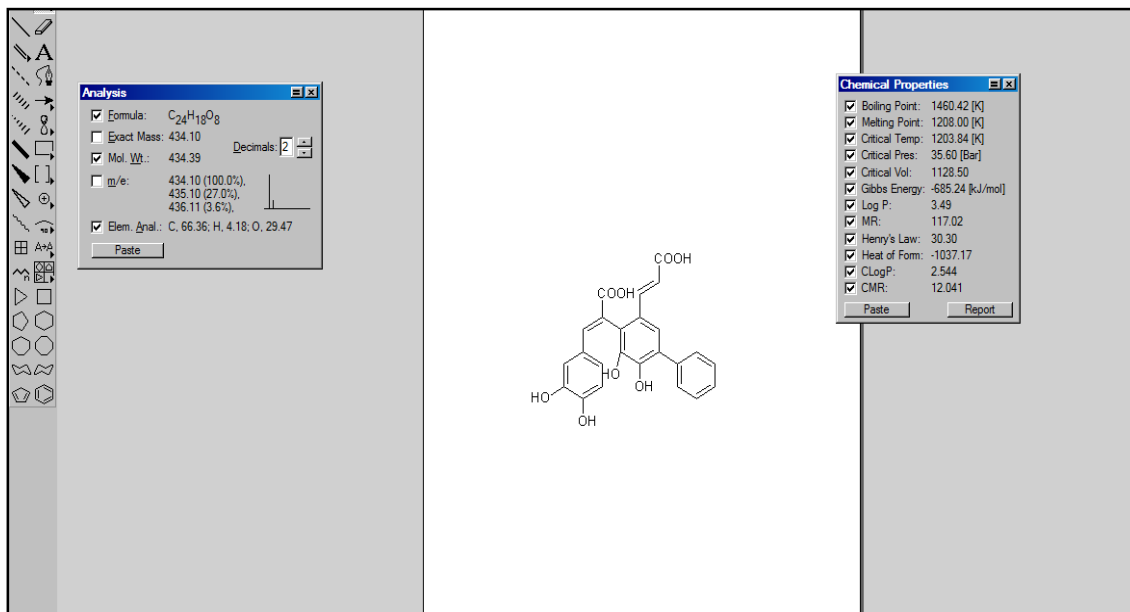 A
Analysis
Formula: C24H18O8
Exact Mass: 434.10
Decimals: 2
Mol. Wt.: 434.39
m/e: 434.10 (100.0%),
435.10 (27.0%),
436.11 (3.6%),
Elem. Anal.: C, 66.36; H, 4.18; O, 29.47
Paste
Chemical Properties
Boiling Point: 1460.42 [K]
Melting Point: 1208.00 [K]
Critical Temp: 1203.84 [K]
Critical Pres: 35.60 [Bar]
Critical Vol: 1128.50
Gibbs Energy: -685.24 [kJ/mol]
Log P: 3.49
MR: 117.02
Henry's Law: 30.30
Heat of Form: -1037.17
CLogP: 2.544
CMR: 12.041
Paste Report
COOH
COOH
HO
OH
HO
OH